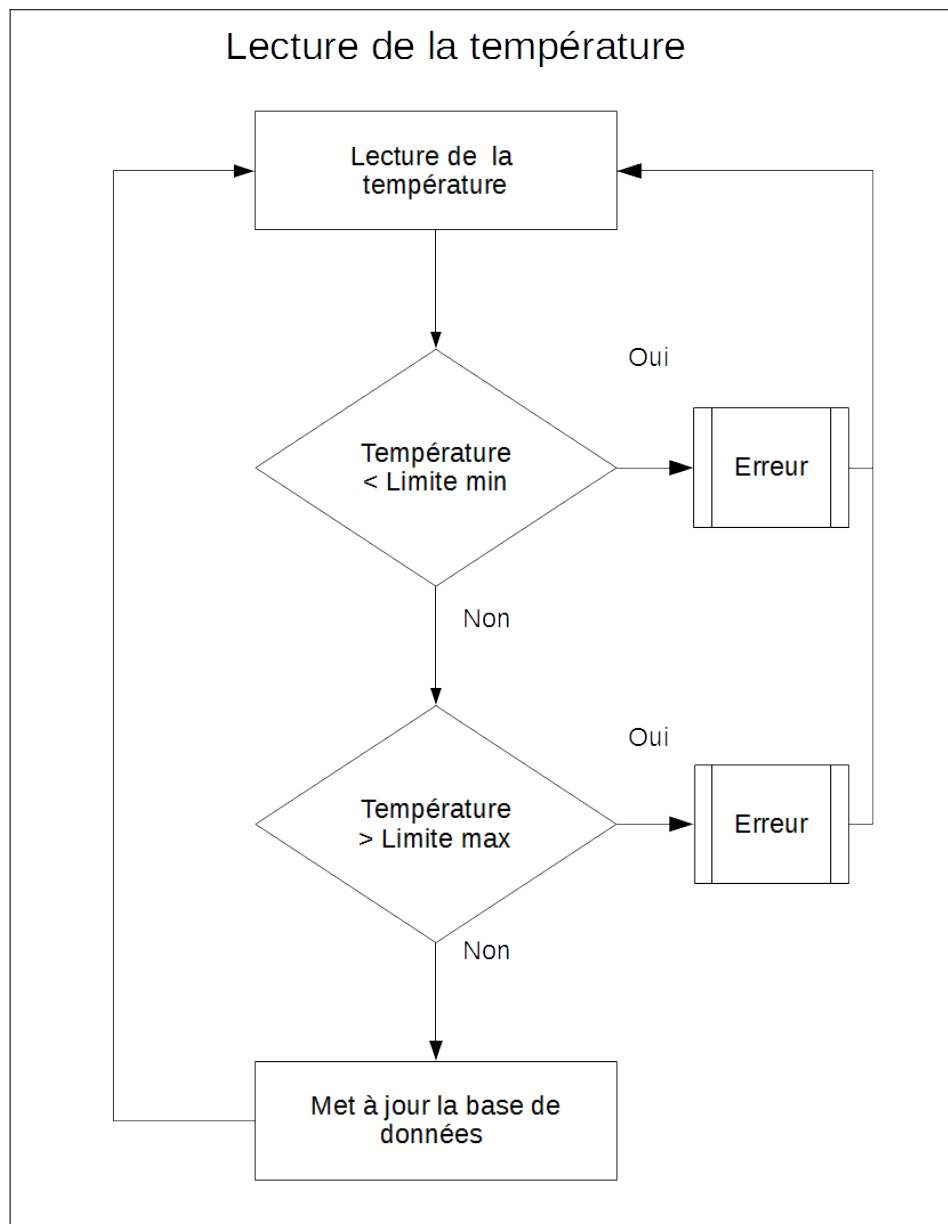 Lecture de la température
Lecture de la
température
Oui
Température
< Limite min
Erreur
Non
Oui
Température
> Limite max
Erreur
Non
Met à jour la base de
données